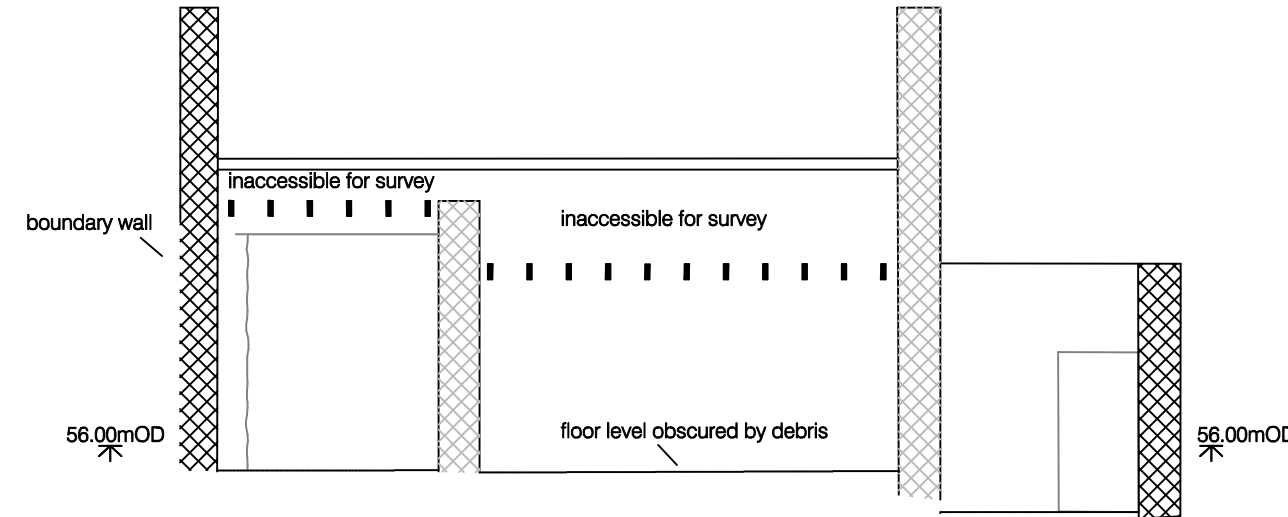 inaccessible for survey
boundary wall
inaccessible for survey
56.00mOD
floor level obscured by debris
56.00mOD